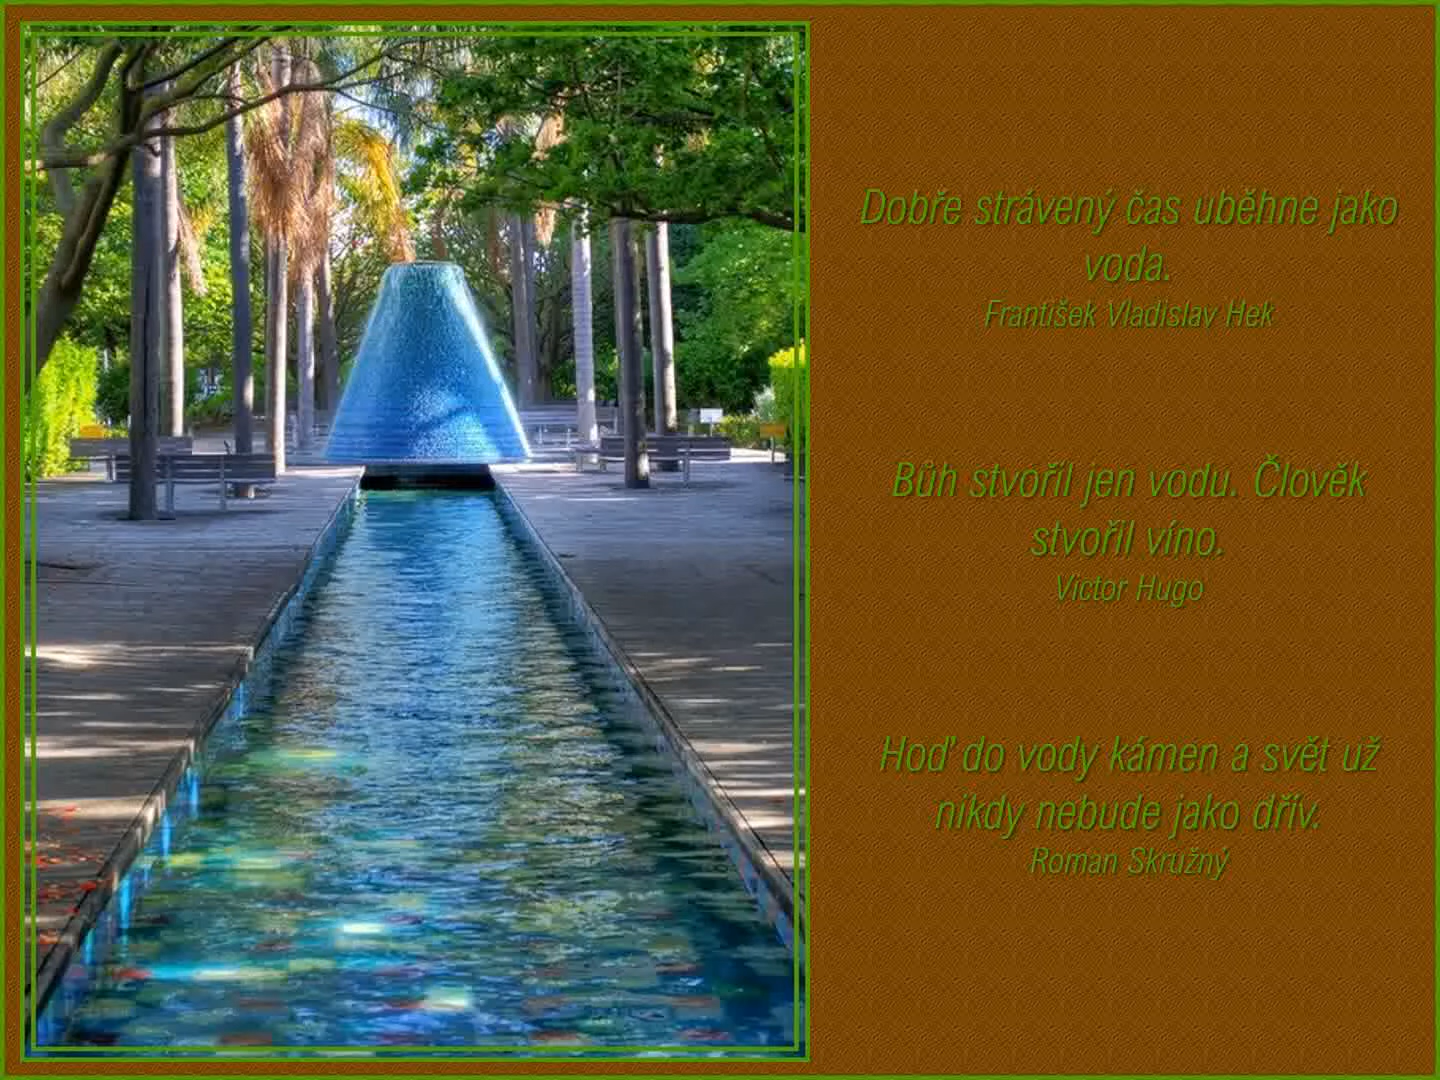 Dobře strávený čas uběhne jako
voda.
František Vladislav Hek
Bůh stvořil jen vodu. Člověk
stvořil víno.
Victor Hugo
Hoď do vody kámen a svět už
nikdy nebude jako dřív.
Roman Skružný